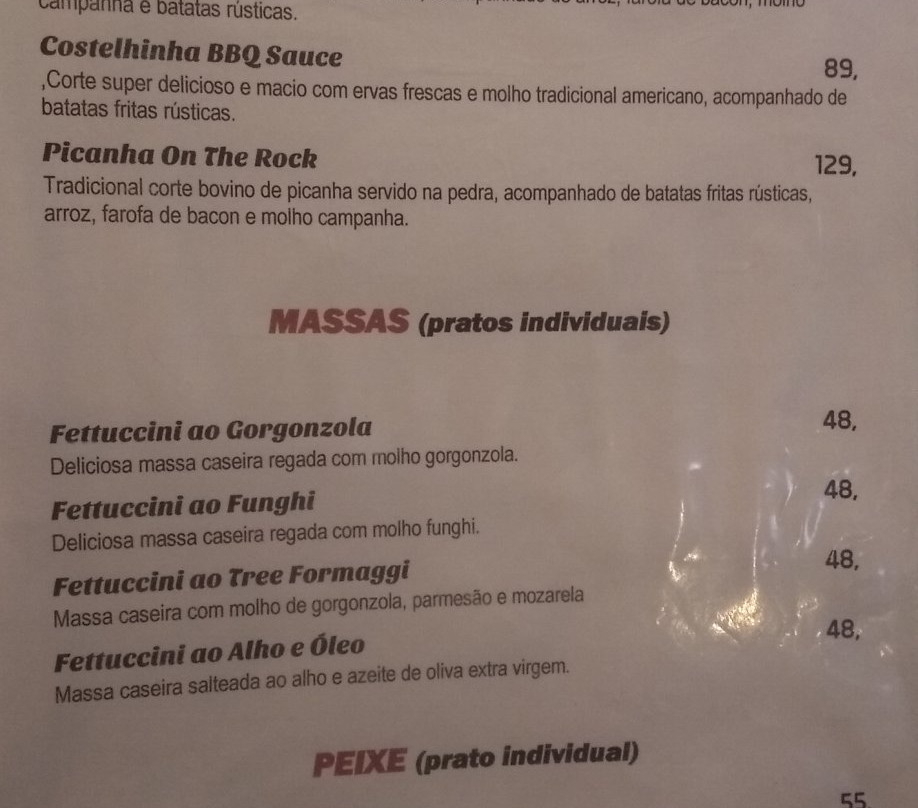 campanha e batatas rústicas.
Costelhinha BBQ Sauce 89,
,Corte super delicioso e macio com ervas frescas e molho tradicional americano, acompanhado de
batatas fritas rústicas.
Picanha On The Rock 129,
Tradicional corte bovino de picanha servido na pedra, acompanhado de batatas fritas rústicas,
arroz, farofa de bacon e molho campanha.
MASSAS (pratos individuais)
Fettuccini ao Gorgonzola 48,
Deliciosa massa caseira regada com molho gorgonzola.
Fettuccini ao Funghi 48,
Deliciosa massa caseira regada com molho funghi.
Fettuccini ao Tree Formaggi 48,
Massa caseira com molho de gorgonzola, parmesão e mozarela
Fettuccini ao Alho e Óleo 48,
Massa caseira salteada ao alho e azeite de oliva extra virgem.
PEIXE (prato individual)
55